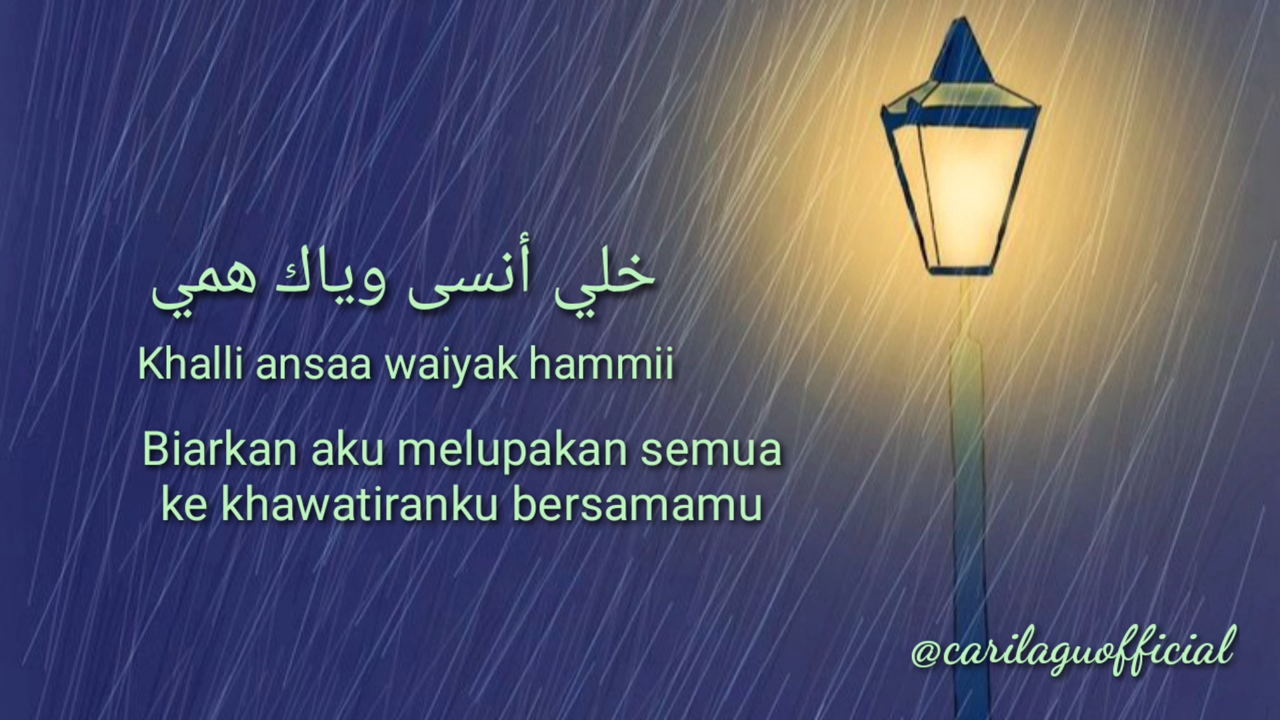 خلي أنسى وياك همي
Khalli ansaa waiyak hammii
Biarkan aku melupakan semua
ke khawatiranku bersamamu
@carilaguofficial